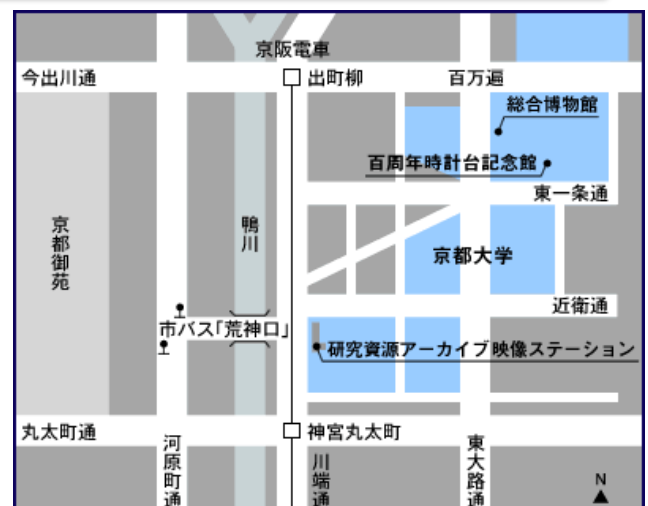 京阪電車
今出川通
出町柳
百万遍
総合博物館
百周年時計台記念館
東一条通
京都御苑
鴨川
京都大学
近衛通
市バス「荒神口」
研究資源アーカイブ映像ステーション
丸太町通
神宮丸太町
河原町通
川端通
東大路通
N